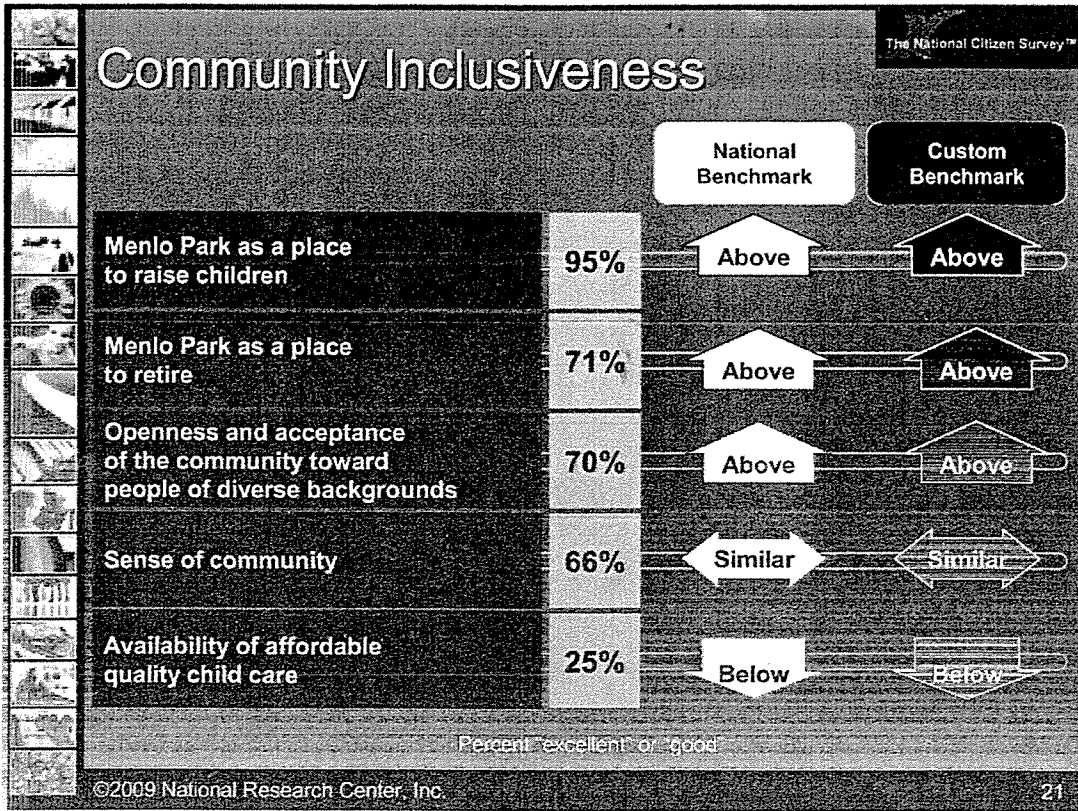 The National Citizen Survey™
Community Inclusiveness
National
Benchmark
Custom
Benchmark
Menlo Park as a place
to raise children
95%
Above
Above
Menlo Park as a place
to retire
71%
Above
Above
Openness and acceptance
of the community toward
people of diverse backgrounds
70%
Above
Above
Sense of community
66%
Similar
Similar
Availability of affordable
quality child care
25%
Below
Below
Percent "excellent" or "good"
©2009 National Research Center, Inc.
21